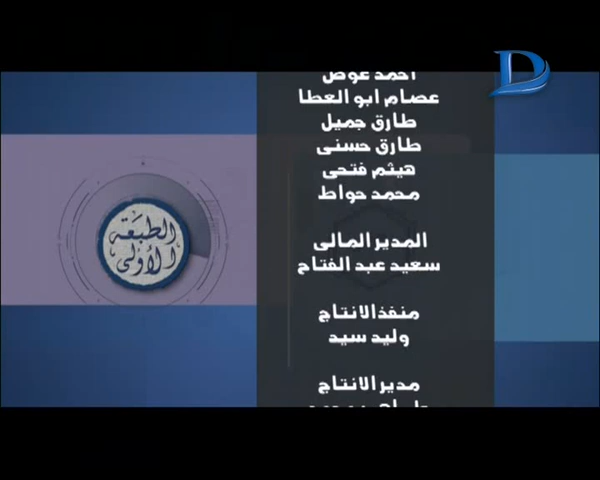 احمد عوض
عصام ابو العطا
طارق جميل
طارق حسنى
هيثم فتحى
محمد حواط
المدير المالى
سعيد عبد الفتاح
منفذ الانتاج
وليد سيد
مدير الانتاج
الطبعة
الأولى
D